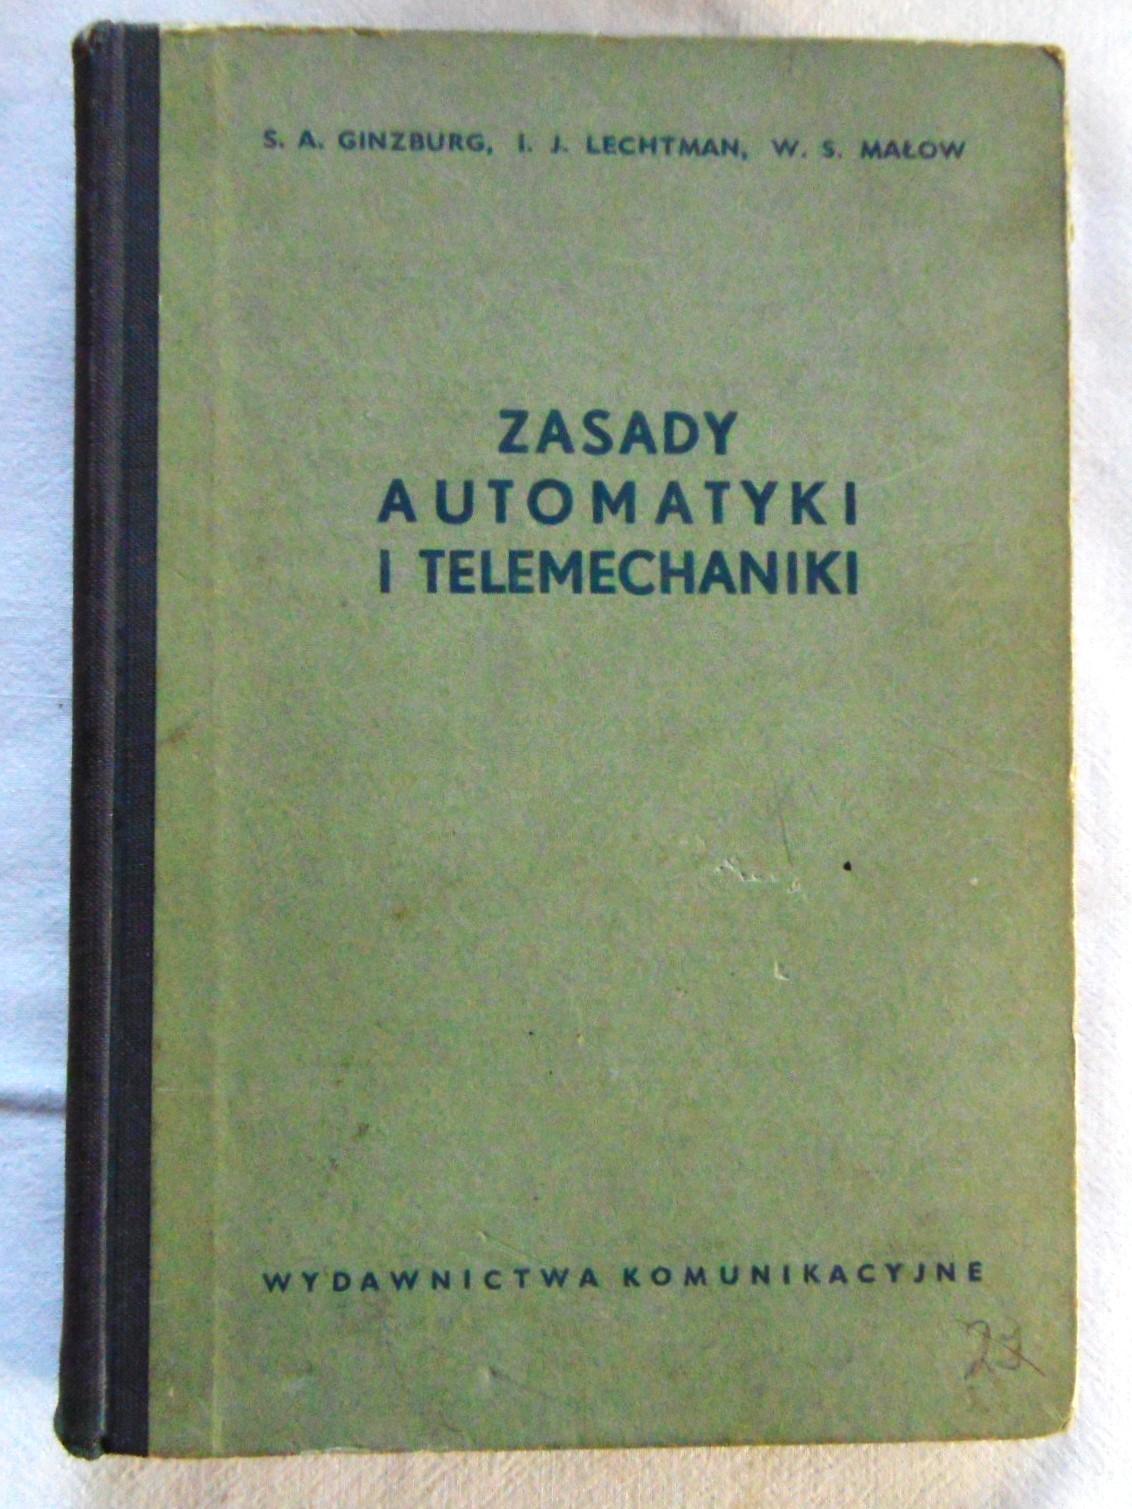 S. A. GINZBURG, I. J. LECHTMAN, W. S. MAŁOW
ZASADY
AUTOMATYKI
I TELEMECHANIKI
WYDAWNICTWA KOMUNIKACYJNE